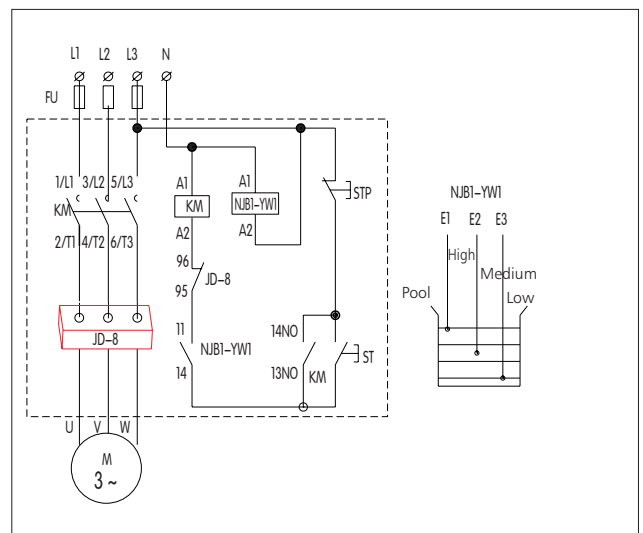 L1 L2 L3 N
FU
1/L1 3/L2 5/L3
KM
2/T1 4/T2 6/T3
JD-8
U V W
M
3 ~
A1
KM
A2
96
95
JD-8
11
14
NJB1-YW1
A1
NJB1-YW1
A2
STP
14NO
13NO
KM
ST
NJB1-YW1
E1 E2 E3
High
Medium
Pool
Low